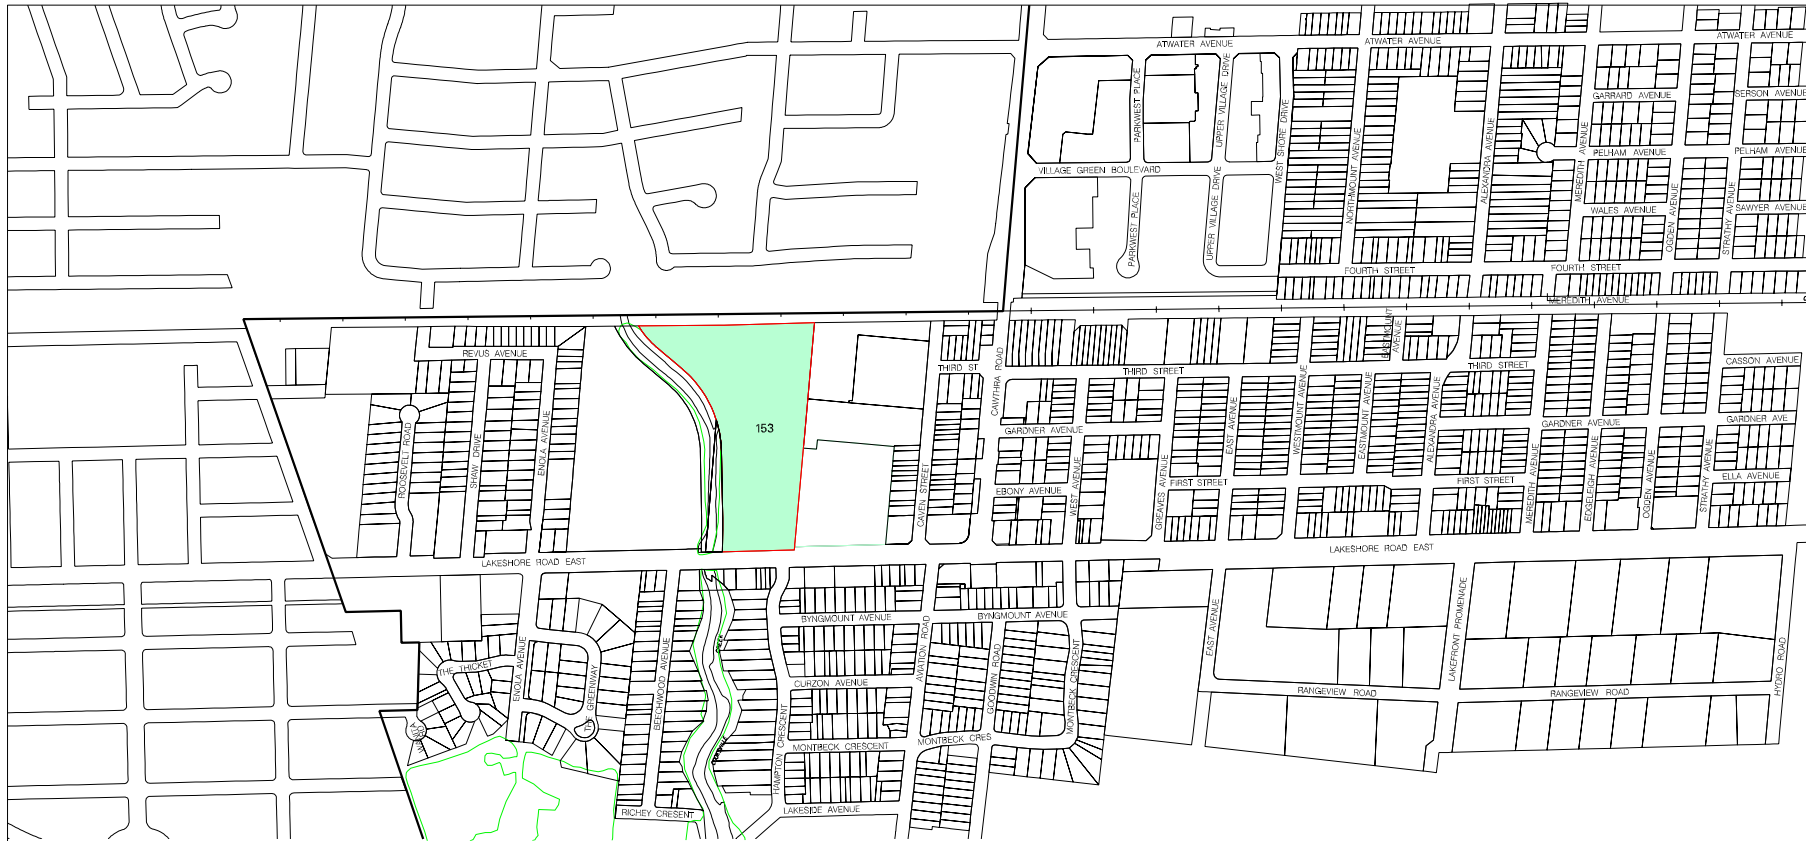 ATWATER AVENUE
ATWATER AVENUE
ATWATER AVENUE
PARKWEST PLACE
UPPER VILLAGE DRIVE
WEST SHORE DRIVE
NORTHMOUNT AVENUE
ALEXANDRA AVENUE
MEREDITH AVENUE
GARRARD AVENUE
SERSON AVENUE
PELHAM AVENUE
PELHAM AVENUE
VILLAGE GREEN BOULEVARD
PARKWEST PLACE
UPPER VILLAGE DRIVE
WALES AVENUE
OGDEN AVENUE
STRATHY AVENUE
SAWYER AVENUE
FOURTH STREET
FOURTH STREET
MEREDITH AVENUE
REVUS AVENUE
THIRD ST
CAWTHRA ROAD
THIRD STREET
EASTMOUNT
AVENUE
THIRD STREET
CASSON AVENUE
153
ROOSEVELT ROAD
SHAW DRIVE
ENOLA AVENUE
CAVEN STREET
GARDNER AVENUE
EAST AVENUE
WESTMOUNT AVENUE
EASTMOUNT AVENUE
ALEXANDRA AVENUE
GARDNER AVENUE
GARDNER AVE
EBONY AVENUE
WEST AVENUE
GREAVES AVENUE
FIRST STREET
FIRST STREET
MEREDITH AVENUE
EDGELEIGH AVENUE
OGDEN AVENUE
STRATHY AVENUE
ELLA AVENUE
LAKESHORE ROAD EAST
LAKESHORE ROAD EAST
BYNGMOUNT AVENUE
BYNGMOUNT AVENUE
EAST AVENUE
LAKEFRONT PROMENADE
HYDRO ROAD
THE THICKET
ENOLA AVENUE
THE GREENWAY
BEECHWOOD AVENUE
CREEK
HAMPTON CRESCENT
CURZON AVENUE
AVIATION ROAD
GOODWIN ROAD
MONTBECK CRESCENT
RANGEVIEW ROAD
RANGEVIEW ROAD
MONTBECK CRESCENT
MONTBECK CRES
RICHEY CRESENT
LAKESIDE AVENUE